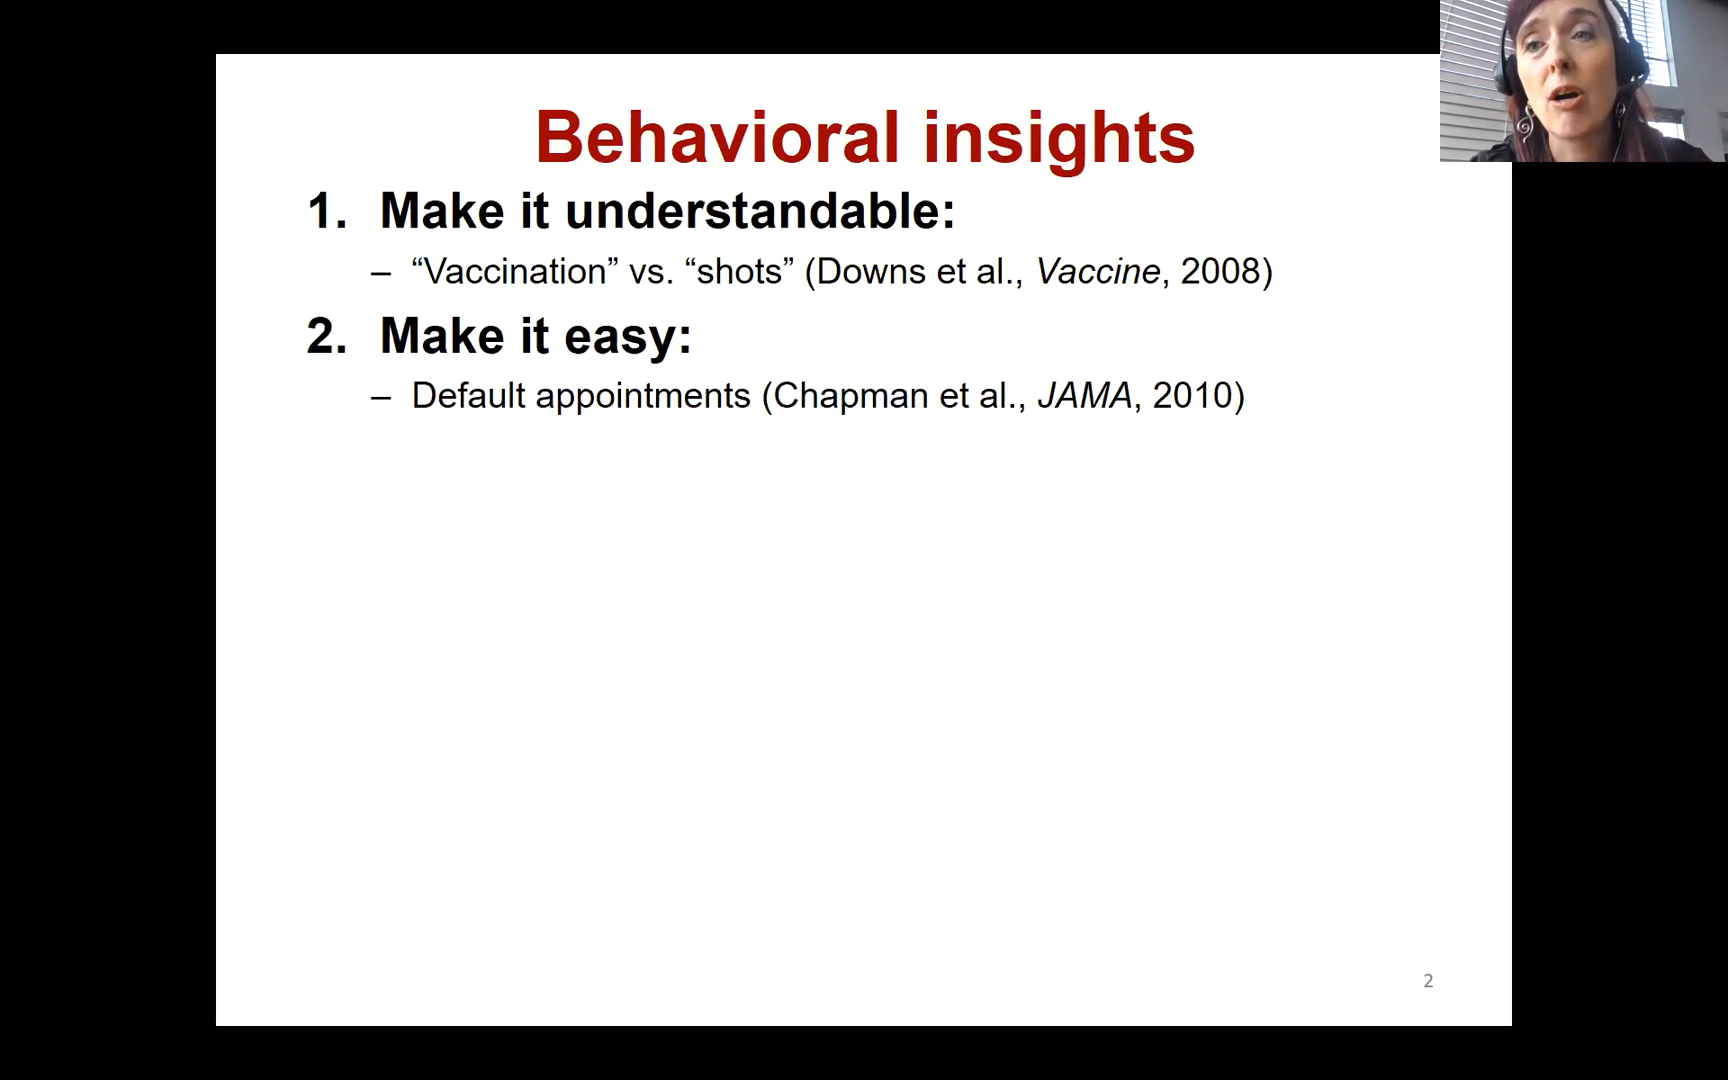 Behavioral insights
1. Make it understandable:
– “Vaccination” vs. “shots” (Downs et al., Vaccine, 2008)
2. Make it easy:
– Default appointments (Chapman et al., JAMA, 2010)
2